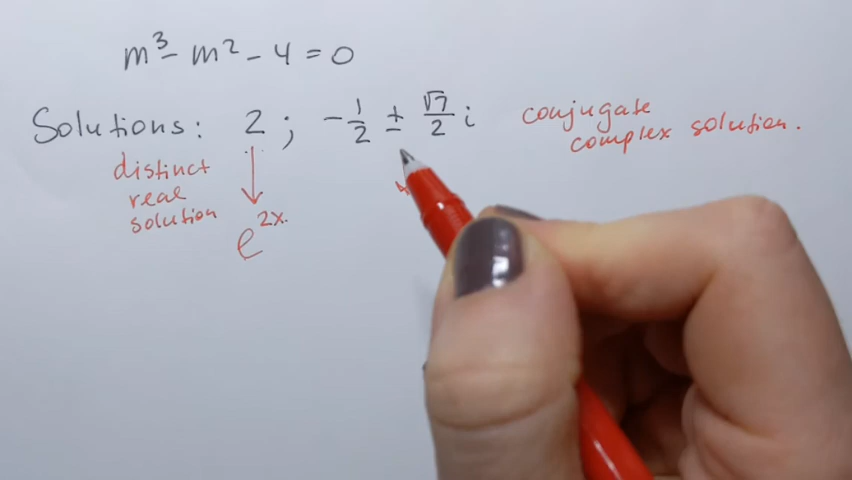 m³ - m² - 4 = 0
Solutions: 2 ; -1/2 ± √7/2 i
conjugate
complex solution.
distinct
real
solution
e^2x.